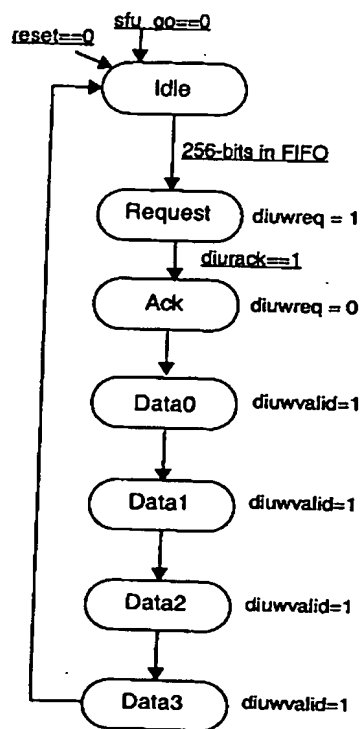 sfu_go==0
reset==0
Idle
256-bits in FIFO
Request diuwreq = 1
diurack==1
Ack diuwreq = 0
Data0 diuwvalid=1
Data1 diuwvalid=1
Data2 diuwvalid=1
Data3 diuwvalid=1